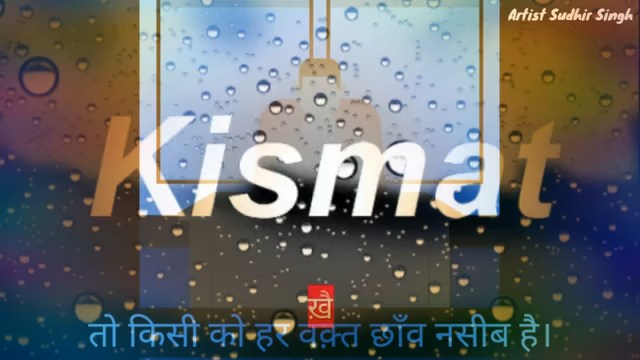 Artist Sudhir Singh
Kismat
ख़ै
तो किसी को हर वक़्त छाँव नसीब है।